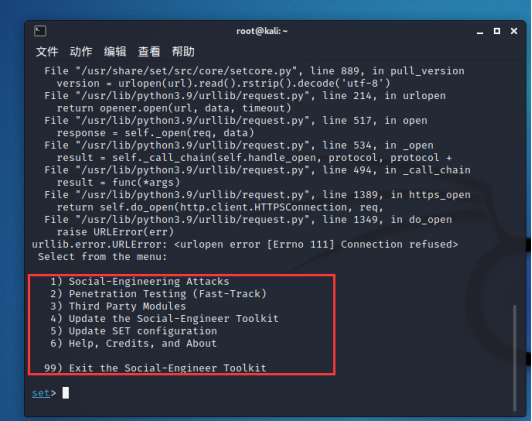 root@kali: ~
文件 动作 编辑 查看 帮助
File "/usr/share/set/src/core/setcore.py", line 889, in pull_version
version = urlopen(url).read().rstrip().decode('utf-8')
File "/usr/lib/python3.9/urllib/request.py", line 214, in urlopen
return opener.open(url, data, timeout)
File "/usr/lib/python3.9/urllib/request.py", line 517, in open
response = self._open(req, data)
File "/usr/lib/python3.9/urllib/request.py", line 534, in _open
result = self._call_chain(self.handle_open, protocol, protocol +
File "/usr/lib/python3.9/urllib/request.py", line 494, in _call_chain
result = func(*args)
File "/usr/lib/python3.9/urllib/request.py", line 1389, in https_open
return self.do_open(http.client.HTTPSConnection, req,
File "/usr/lib/python3.9/urllib/request.py", line 1349, in do_open
raise URLError(err)
urllib.error.URLError: <urlopen error [Errno 111] Connection refused>
Select from the menu:
1) Social-Engineering Attacks
2) Penetration Testing (Fast-Track)
3) Third Party Modules
4) Update the Social-Engineer Toolkit
5) Update SET configuration
6) Help, Credits, and About
99) Exit the Social-Engineer Toolkit
set>